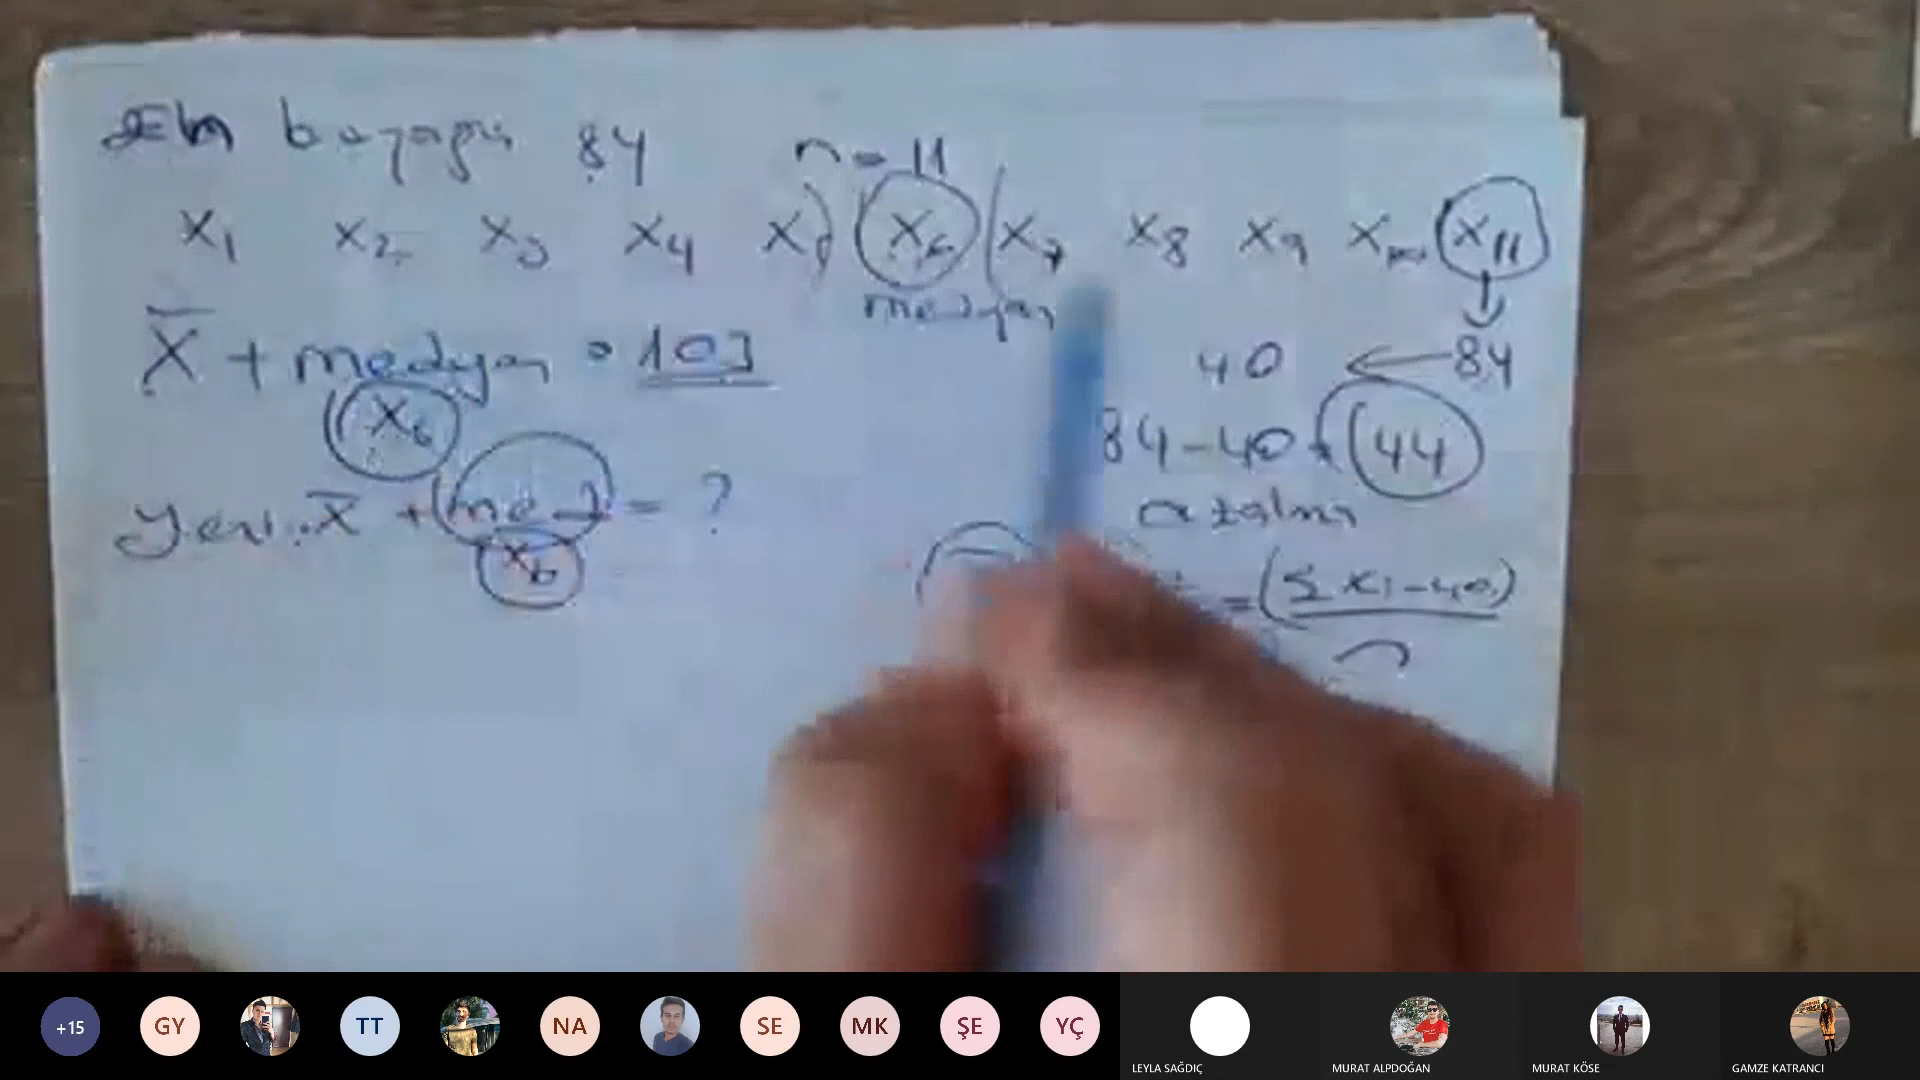 En büyüğü 84 n = 11
x₁ x₂ x₃ x₄ x₅) (x₆) (x₇ x₈ x₉ x₁₀ x₁₁
medyan
X̅ + medyan = 103
40 ← 84
x₆
84-40 = 44
Yeni X̅ + (med) = ?
azalma
x₆
= (Σxᵢ-40)
n
+15 GY TT NA SE MK ŞE YÇ
LEYLA SAĞDIÇ MURAT ALPDOĞAN MURAT KÖSE GAMZE KATRANCI